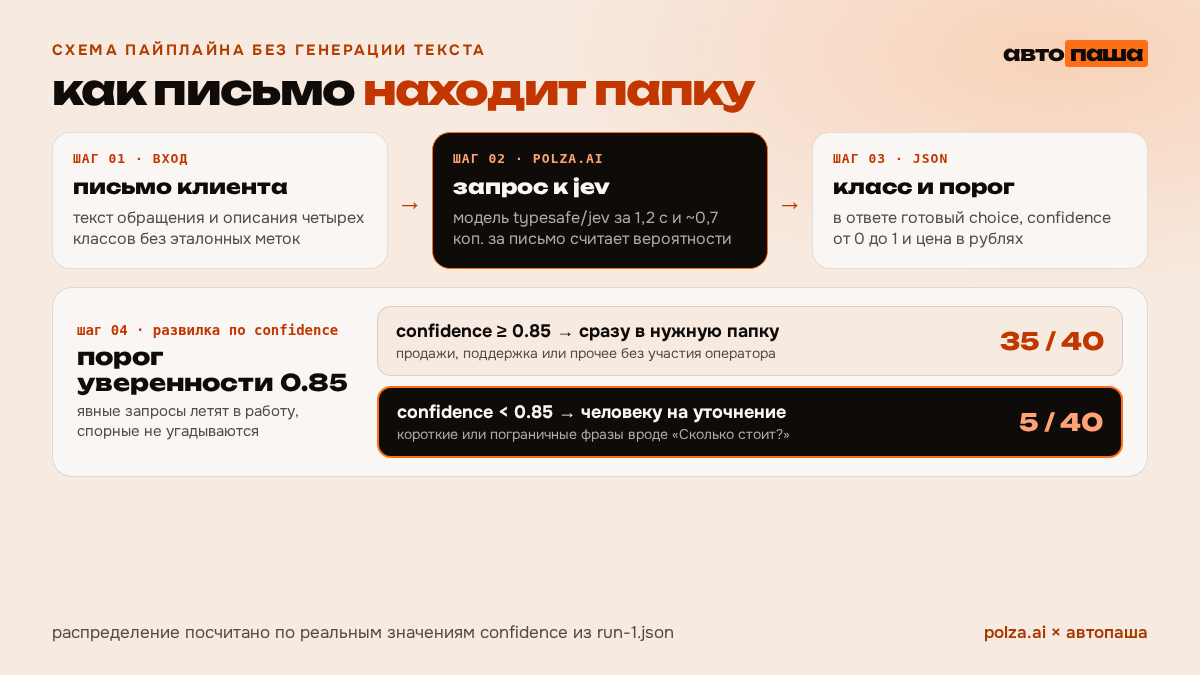 СХЕМА ПАЙПЛАЙНА БЕЗ ГЕНЕРАЦИИ ТЕКСТА
автопаша
как письмо находит папку
ШАГ 01 · ВХОД
письмо клиента
текст обращения и описания четырех
классов без эталонных меток
→
ШАГ 02 · POLZA.AI
запрос к jev
модель typesafe/jev за 1,2 с и ~0,7
коп. за письмо считает вероятности
→
ШАГ 03 · JSON
класс и порог
в ответе готовый choice, confidence
от 0 до 1 и цена в рублях
шаг 04 · развилка по confidence
порог
уверенности 0.85
явные запросы летят в работу,
спорные не угадываются
confidence ≥ 0.85 → сразу в нужную папку
продажи, поддержка или прочее без участия оператора
35 / 40
confidence < 0.85 → человеку на уточнение
короткие или пограничные фразы вроде «Сколько стоит?»
5 / 40
распределение посчитано по реальным значениям confidence из run-1.json
polza.ai × автопаша